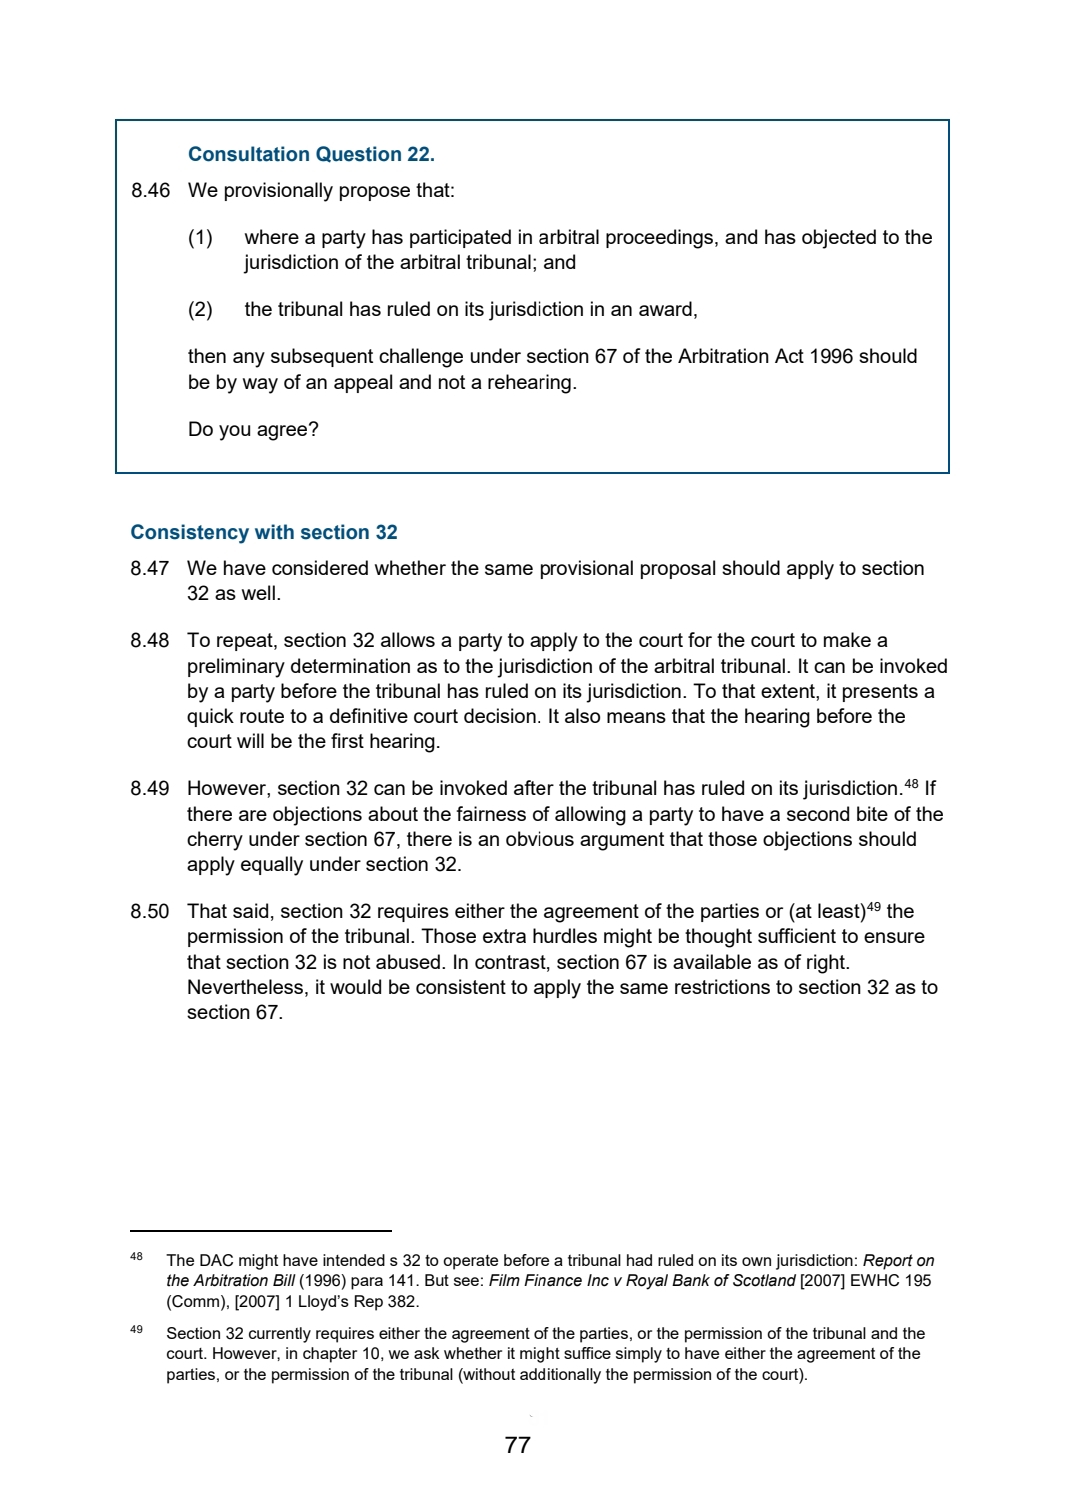 Consultation Question 22.
8.46 We provisionally propose that:
(1) where a party has participated in arbitral proceedings, and has objected to the
jurisdiction of the arbitral tribunal; and
(2) the tribunal has ruled on its jurisdiction in an award,
then any subsequent challenge under section 67 of the Arbitration Act 1996 should
be by way of an appeal and not a rehearing.
Do you agree?
Consistency with section 32
8.47 We have considered whether the same provisional proposal should apply to section
32 as well.
8.48 To repeat, section 32 allows a party to apply to the court for the court to make a
preliminary determination as to the jurisdiction of the arbitral tribunal. It can be invoked
by a party before the tribunal has ruled on its jurisdiction. To that extent, it presents a
quick route to a definitive court decision. It also means that the hearing before the
court will be the first hearing.
8.49 However, section 32 can be invoked after the tribunal has ruled on its jurisdiction.48 If
there are objections about the fairness of allowing a party to have a second bite of the
cherry under section 67, there is an obvious argument that those objections should
apply equally under section 32.
8.50 That said, section 32 requires either the agreement of the parties or (at least)49 the
permission of the tribunal. Those extra hurdles might be thought sufficient to ensure
that section 32 is not abused. In contrast, section 67 is available as of right.
Nevertheless, it would be consistent to apply the same restrictions to section 32 as to
section 67.
48 The DAC might have intended s 32 to operate before a tribunal had ruled on its own jurisdiction: Report on
the Arbitration Bill (1996) para 141. But see: Film Finance Inc v Royal Bank of Scotland [2007] EWHC 195
(Comm), [2007] 1 Lloyd’s Rep 382.
49 Section 32 currently requires either the agreement of the parties, or the permission of the tribunal and the
court. However, in chapter 10, we ask whether it might suffice simply to have either the agreement of the
parties, or the permission of the tribunal (without additionally the permission of the court).
77